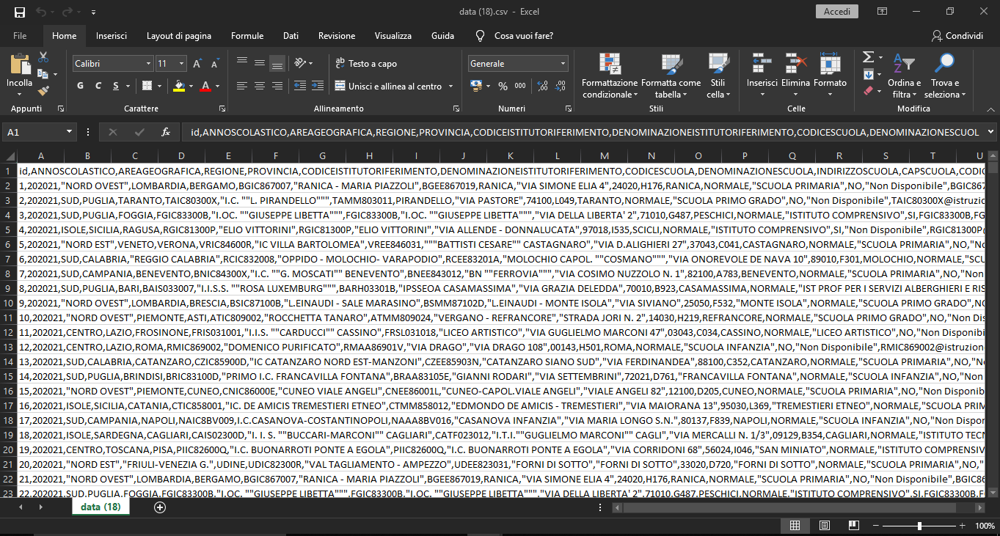 data (18).csv - Excel
Accedi
File Home Inserisci Layout di pagina Formule Dati Revisione Visualizza Guida Cosa vuoi fare? Condividi
Incolla
Appunti
Calibri 11
G C S
A A
Carattere
Testo a capo
Unisci e allinea al centro
Allineamento
Generale
% 000
Numeri
Formattazione condizionale
Formatta come tabella
Stili cella
Stili
Inserisci Elimina Formato
Celle
Ordina e filtra
Trova e seleziona
Modifica
A1 fx id,ANNOSCOLASTICO,AREAGEOGRAFICA,REGIONE,PROVINCIA,CODICEISTITUTORIFERIMENTO,DENOMINAZIONEISTITUTORIFERIMENTO,CODICESCUOLA,DENOMINAZIONESCUOL
A B C D E F G H I J K L M N O P Q R S T U
1 id,ANNOSCOLASTICO,AREAGEOGRAFICA,REGIONE,PROVINCIA,CODICEISTITUTORIFERIMENTO,DENOMINAZIONEISTITUTORIFERIMENTO,CODICESCUOLA,DENOMINAZIONESCUOLA,INDIRIZZOSCUOLA,CAPSCUOLA,CODIC
2 1,202021,"NORD OVEST",LOMBARDIA,BERGAMO,BGIC867007,"RANICA - MARIA PIAZZOLI",BGEE867019,RANICA,"VIA SIMONE ELIA 4",24020,H176,RANICA,NORMALE,"SCUOLA PRIMARIA",NO,"Non Disponibile",BGIC867
3 2,202021,SUD,PUGLIA,TARANTO,TAIC80300X,"I.C. ""L. PIRANDELLO""",TAMM803011,PIRANDELLO,"VIA PASTORE",74100,L049,TARANTO,NORMALE,"SCUOLA PRIMO GRADO",NO,"Non Disponibile",TAIC80300X@istruzio
4 3,202021,SUD,PUGLIA,FOGGIA,FGIC83300B,"I.OC. ""GIUSEPPE LIBETTA""",FGIC83300B,"I.OC. ""GIUSEPPE LIBETTA""","VIA DELLA LIBERTA' 2",71010,G487,PESCHICI,NORMALE,"ISTITUTO COMPRENSIVO",SI,FGIC83300B,FG
5 4,202021,ISOLE,SICILIA,RAGUSA,RGIC81300P,"ELIO VITTORINI",RGIC81300P,"ELIO VITTORINI","VIA ALLENDE - DONNALUCATA",97018,I535,SCICLI,NORMALE,"ISTITUTO COMPRENSIVO",SI,"Non Disponibile",RGIC81300P@
6 5,202021,"NORD EST",VENETO,VERONA,VRIC84600R,"IC VILLA BARTOLOMEA",VREE846031,"""BATTISTI CESARE"" CASTAGNARO","VIA D.ALIGHIERI 27",37043,C041,CASTAGNARO,NORMALE,"SCUOLA PRIMARIA",NO,"No
7 6,202021,SUD,CALABRIA,"REGGIO CALABRIA",RCIC832008,"OPPIDO - MOLOCHIO- VARAPODIO",RCEE83201A,"MOLOCHIO CAPOL. ""COSMANO""","VIA ONOREVOLE DE NAVA 10",89010,F301,MOLOCHIO,NORMALE,"SCU
8 7,202021,SUD,CAMPANIA,BENEVENTO,BNIC84300X,"I.C. ""G. MOSCATI"" BENEVENTO",BNEE843012,"BN ""FERROVIA""","VIA COSIMO NUZZOLO N. 1",82100,A783,BENEVENTO,NORMALE,"SCUOLA PRIMARIA",NO,"Non
9 8,202021,SUD,PUGLIA,BARI,BAIS033007,"I.I.S.S. ""ROSA LUXEMBURG""",BARH03301B,"IPSSEOA CASAMASSIMA","VIA GRAZIA DELEDDA",70010,B923,CASAMASSIMA,NORMALE,"IST PROF PER I SERVIZI ALBERGHIERI E RIS
10 9,202021,"NORD OVEST",LOMBARDIA,BRESCIA,BSIC87100B,"L.EINAUDI - SALE MARASINO",BSMM87102D,"L.EINAUDI - MONTE ISOLA","VIA SIVIANO",25050,F532,"MONTE ISOLA",NORMALE,"SCUOLA PRIMO GRADO",NO
11 10,202021,"NORD OVEST",PIEMONTE,ASTI,ATIC809002,"ROCCHETTA TANARO",ATMM809024,"VERGANO - REFRANCORE","STRADA JORI N. 2",14030,H219,REFRANCORE,NORMALE,"SCUOLA PRIMO GRADO",NO,"Non Dis
12 11,202021,CENTRO,LAZIO,FROSINONE,FRIS031001,"I.I.S. ""CARDUCCI"" CASSINO",FRSL031018,"LICEO ARTISTICO","VIA GUGLIELMO MARCONI 47",03043,C034,CASSINO,NORMALE,"LICEO ARTISTICO",NO,"Non Disponib
13 12,202021,CENTRO,LAZIO,ROMA,RMIC869002,"DOMENICO PURIFICATO",RMAA86901V,"VIA DRAGO","VIA DRAGO 108",00143,H501,ROMA,NORMALE,"SCUOLA INFANZIA",NO,"Non Disponibile",RMIC869002@istruzion
14 13,202021,SUD,CALABRIA,CATANZARO,CZIC85900D,"IC CATANZARO NORD EST-MANZONI",CZEE85903N,"CATANZARO SIANO SUD","VIA FERDINANDEA",88100,C352,CATANZARO,NORMALE,"SCUOLA PRIMARIA",NO,"No
15 14,202021,SUD,PUGLIA,BRINDISI,BRIC83100D,"PRIMO I.C. FRANCAVILLA FONTANA",BRAA83105E,"GIANNI RODARI","VIA SETTEMBRINI",72021,D761,"FRANCAVILLA FONTANA",NORMALE,"SCUOLA INFANZIA",NO,"Non
16 15,202021,"NORD OVEST",PIEMONTE,CUNEO,CNIC86000E,"CUNEO VIALE ANGELI",CNEE86001L,"CUNEO-CAPOL.VIALE ANGELI","VIALE ANGELI 82",12100,D205,CUNEO,NORMALE,"SCUOLA PRIMARIA",NO,"Non Disponib
17 16,202021,ISOLE,SICILIA,CATANIA,CTIC858001,"IC. DE AMICIS TREMESTIERI ETNEO",CTMM858012,"EDMONDO DE AMICIS - TREMESTIERI","VIA MAIORANA 13",95030,L369,"TREMESTIERI ETNEO",NORMALE,"SCUOLA PRIM
18 17,202021,SUD,CAMPANIA,NAPOLI,NAIC8BV009,I.C.CASANOVA-COSTANTINOPOLI,NAAA8BV016,"CASANOVA INFANZIA","VIA MARIA LONGO S.N.",80137,F839,NAPOLI,NORMALE,"SCUOLA INFANZIA",NO,"Non Dispon
19 18,202021,ISOLE,SARDEGNA,CAGLIARI,CAIS02300D,"I. I. S. ""BUCCARI-MARCONI"" CAGLIARI",CATF023012,"I.T.I.""GUGLIELMO MARCONI"" CAGLI","VIA MERCALLI N. 1/3",09129,B354,CAGLIARI,NORMALE,"ISTITUTO TECN
20 19,202021,CENTRO,TOSCANA,PISA,PIIC82600Q,"I.C. BUONARROTI PONTE A EGOLA",PIIC82600Q,"I.C. BUONARROTI PONTE A EGOLA","VIA CORRIDONI 68",56024,I046,"SAN MINIATO",NORMALE,"ISTITUTO COMPRENSIV
21 20,202021,"NORD EST","FRIULI-VENEZIA G.",UDINE,UDIC82300R,"VAL TAGLIAMENTO - AMPEZZO",UDEE823031,"FORNI DI SOTTO","FORNI DI SOTTO",33020,D720,"FORNI DI SOTTO",NORMALE,"SCUOLA PRIMARIA",NO,"
22 21,202021,"NORD OVEST",LOMBARDIA,BERGAMO,BGIC867007,"RANICA - MARIA PIAZZOLI",BGEE867019,RANICA,"VIA SIMONE ELIA 4",24020,H176,RANICA,NORMALE,"SCUOLA PRIMARIA",NO,"Non Disponibile",BGIC86
23 22,202021,SUD,PUGLIA,FOGGIA,FGIC83300B,"I.OC. ""GIUSEPPE LIBETTA""",FGIC83300B,"I.OC. ""GIUSEPPE LIBETTA""","VIA DELLA LIBERTA' 2",71010,G487,PESCHICI,NORMALE,"ISTITUTO COMPRENSIVO",SI,FGIC83300B,F
data (18)
100%